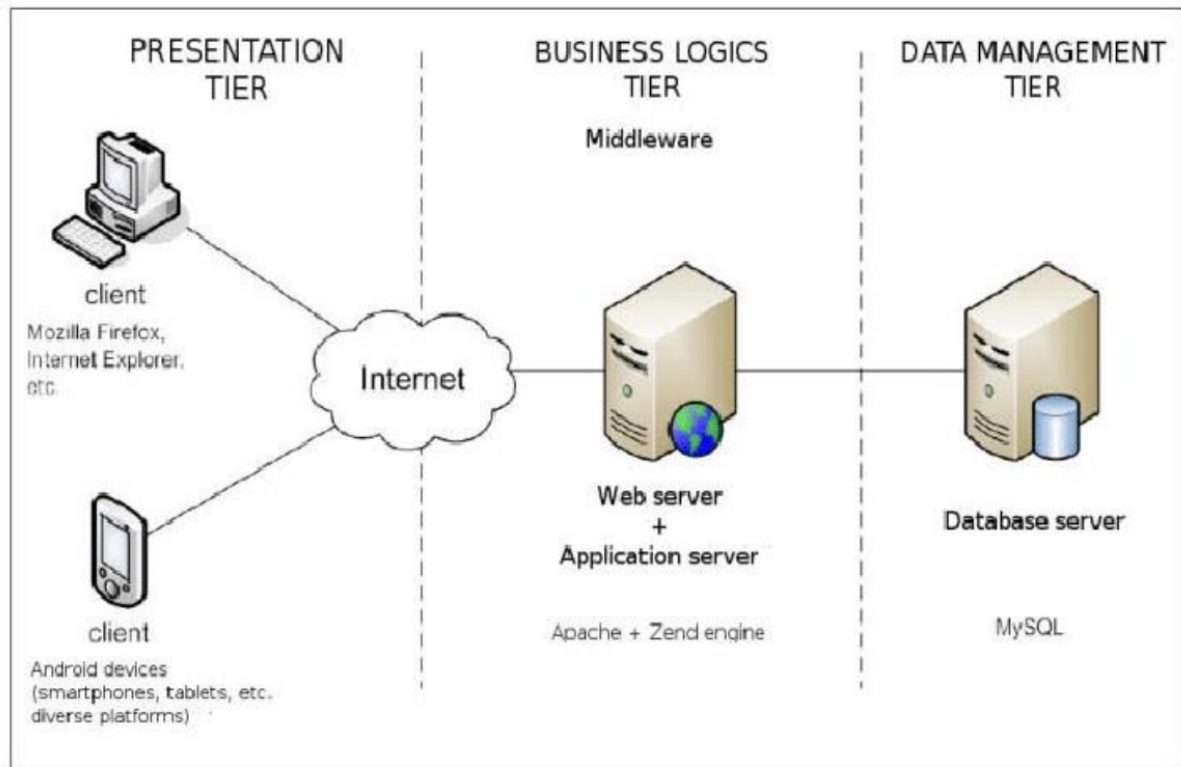 PRESENTATION
TIER
BUSINESS LOGICS
TIER
Middleware
DATA MANAGEMENT
TIER
client
Mozilla Firefox,
Internet Explorer,
etc.
Internet
client
Android devices
(smartphones, tablets, etc.
diverse platforms)
Web server
+
Application server
Apache + Zend engine
Database server
MySQL